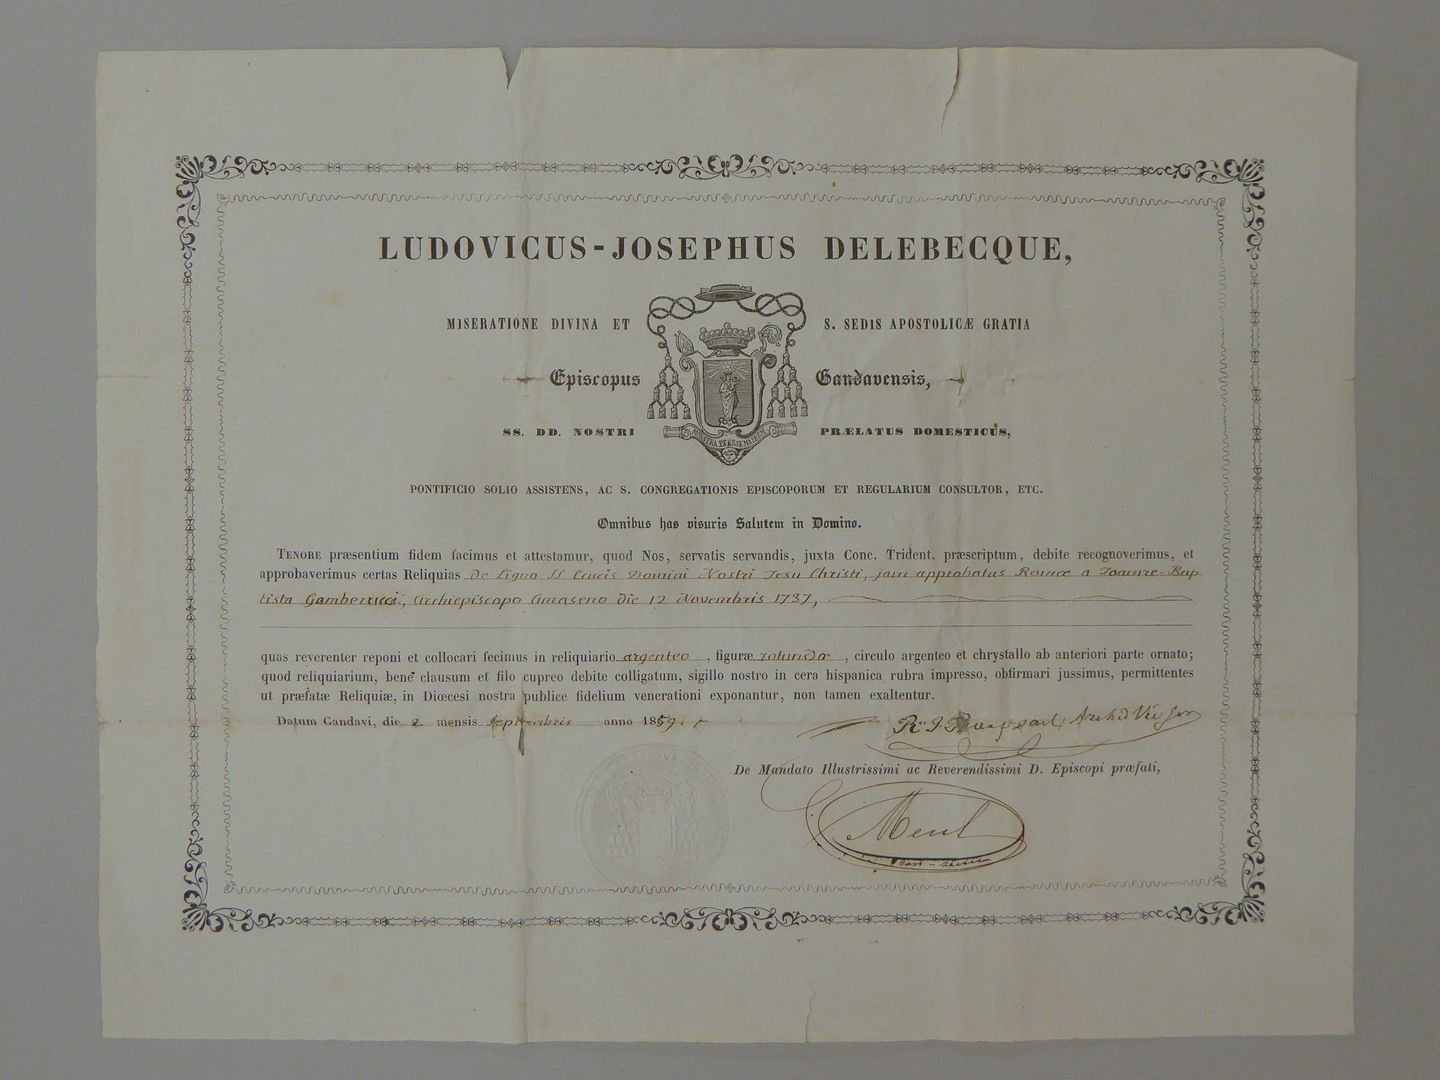 LUDOVICUS-JOSEPHUS DELEBECQUE,
MISERATIONE DIVINA ET S. SEDIS APOSTOLICÆ GRATIA
Episcopus Gandavensis,
SS. DD. NOSTRI PRÆLATUS DOMESTICUS,
MONSTRA TE ESSE MATREM
PONTIFICIO SOLIO ASSISTENS, AC S. CONGREGATIONIS EPISCOPORUM ET REGULARIUM CONSULTOR, ETC.
Omnibus has visuris Salutem in Domino.
TENORE præsentium fidem facimus et attestamur, quod Nos, servatis servandis, juxta Conc. Trident. præscriptum, debite recognoverimus, et
approbaverimus certas Reliquias de Ligno SS Crucis Domini Nostri Jesu Christi, jam approbatas Romæ a Joanne-Bap-
tista Gamberucci, Archiepiscopo Amaseno die 12 Novembris 1737,
quas reverenter reponi et collocari fecimus in reliquiario argenteo, figuræ rotundæ, circulo argenteo et chrystallo ab anteriori parte ornato;
quod reliquiarium, bene clausum et filo cupreo debite colligatum, sigillo nostro in cera hispanica rubra impresso, obfirmari jussimus, permittentes
ut præfatæ Reliquiæ, in Diœcesi nostra publice fidelium venerationi exponantur, non tamen exaltentur.
Datum Gandavi, die 2 mensis Septembris anno 1859.
Vic Gen
De Mandato Illustrissimi ac Reverendissimi D. Episcopi præfati,